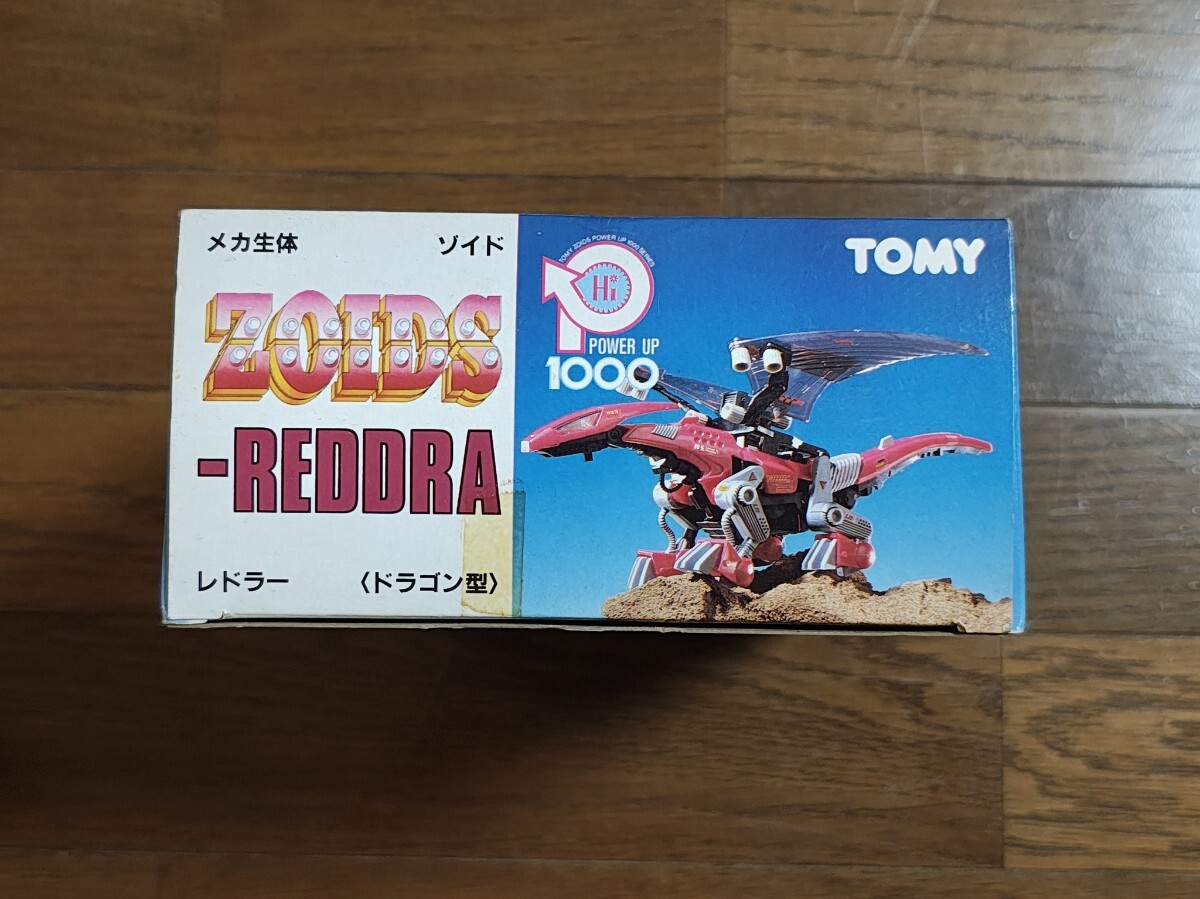 メカ生体 ゾイド
ZOIDS
-REDDRA
レドラー 〈ドラゴン型〉
TOMY ZOIDS POWER UP 1000 SERIES
Hi
POWER UP
1000
TOMY